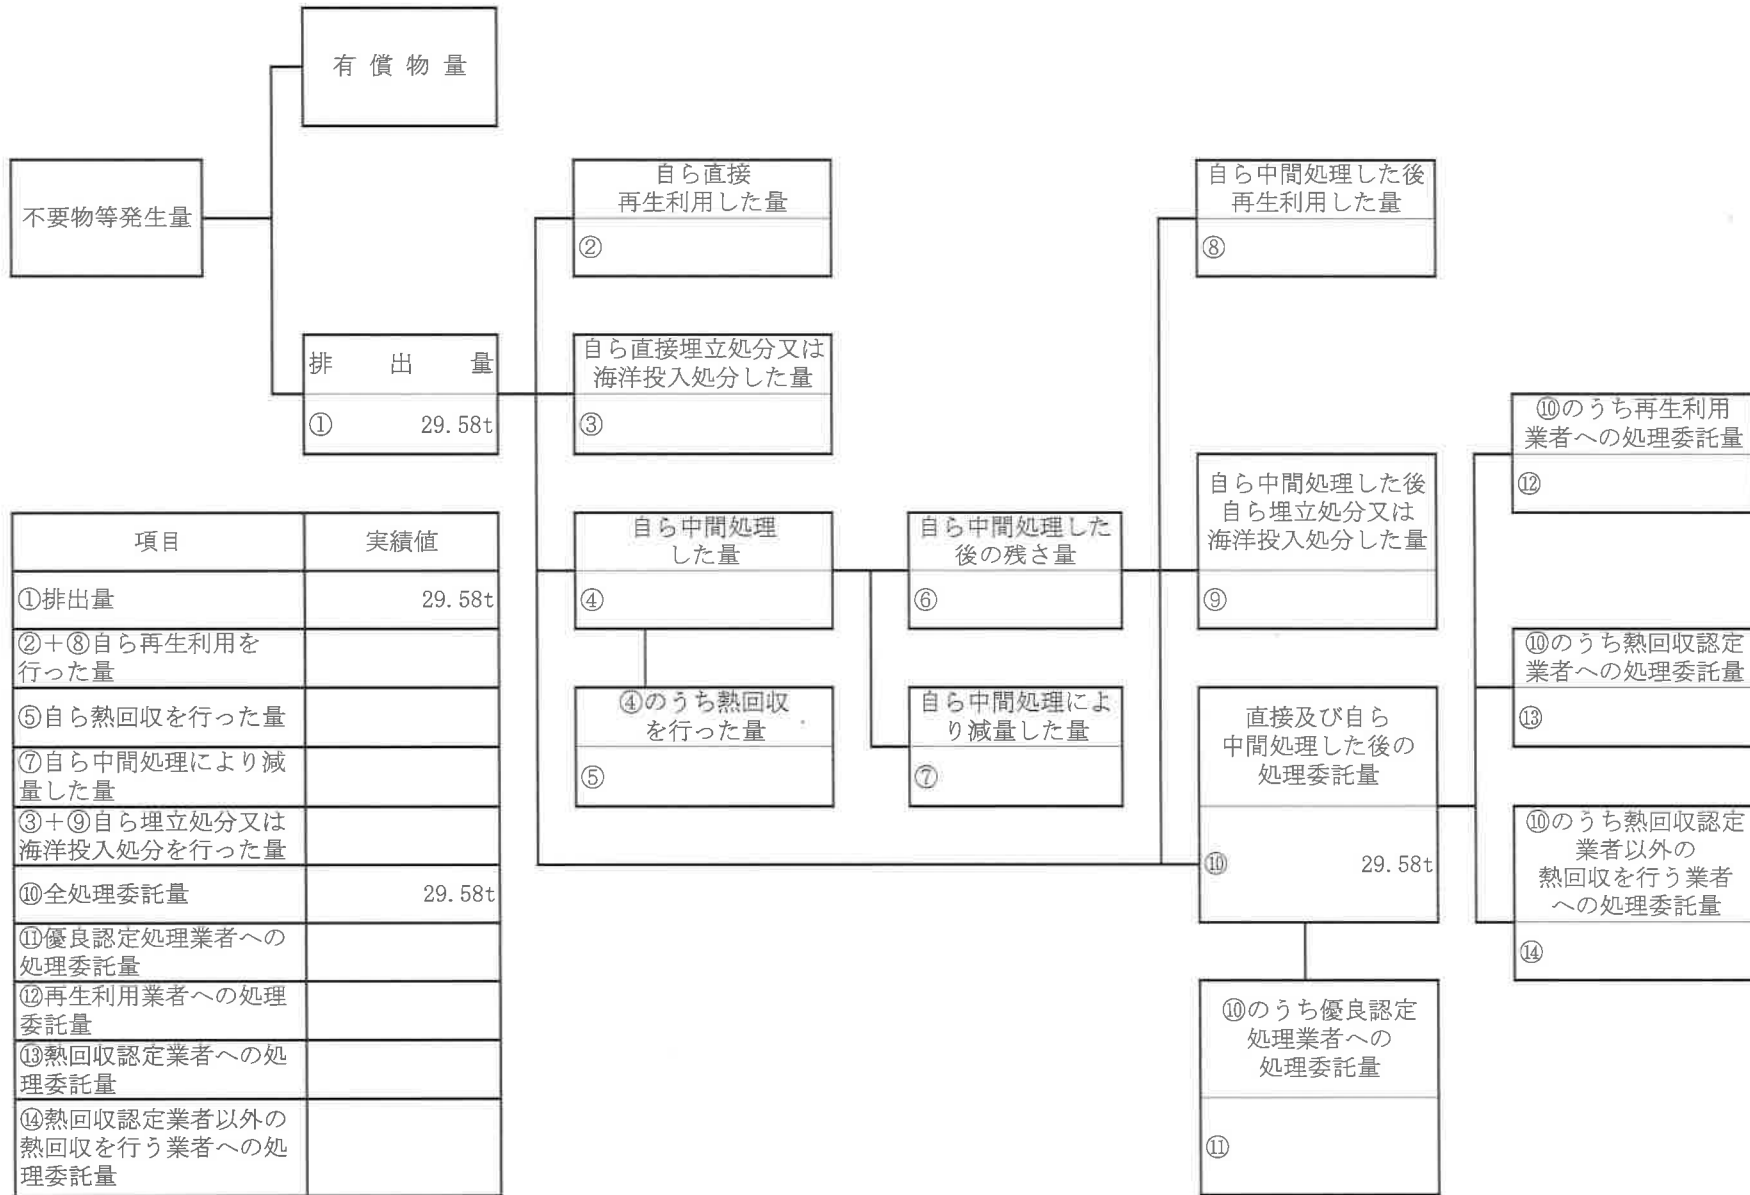 有償物量
不要物等発生量
自ら直接
再生利用した量
②
自ら中間処理した後
再生利用した量
⑧
排出量
① 29.58t
自ら直接埋立処分又は
海洋投入処分した量
③
⑩のうち再生利用
業者への処理委託量
⑫
自ら中間処理した後
自ら埋立処分又は
海洋投入処分した量
⑨
自ら中間処理
した量
④
自ら中間処理した
後の残さ量
⑥
⑩のうち熱回収認定
業者への処理委託量
⑬
④のうち熱回収
を行った量
⑤
自ら中間処理によ
り減量した量
⑦
直接及び自ら
中間処理した後の
処理委託量
⑩ 29.58t
⑩のうち熱回収認定
業者以外の
熱回収を行う業者
への処理委託量
⑭
⑩のうち優良認定
処理業者への
処理委託量
⑪
項目 実績値
①排出量 29.58t
②＋⑧自ら再生利用を
行った量
⑤自ら熱回収を行った量
⑦自ら中間処理により減
量した量
③＋⑨自ら埋立処分又は
海洋投入処分を行った量
⑩全処理委託量 29.58t
⑪優良認定処理業者への
処理委託量
⑫再生利用業者への処理
委託量
⑬熱回収認定業者への処
理委託量
⑭熱回収認定業者以外の
熱回収を行う業者への処
理委託量